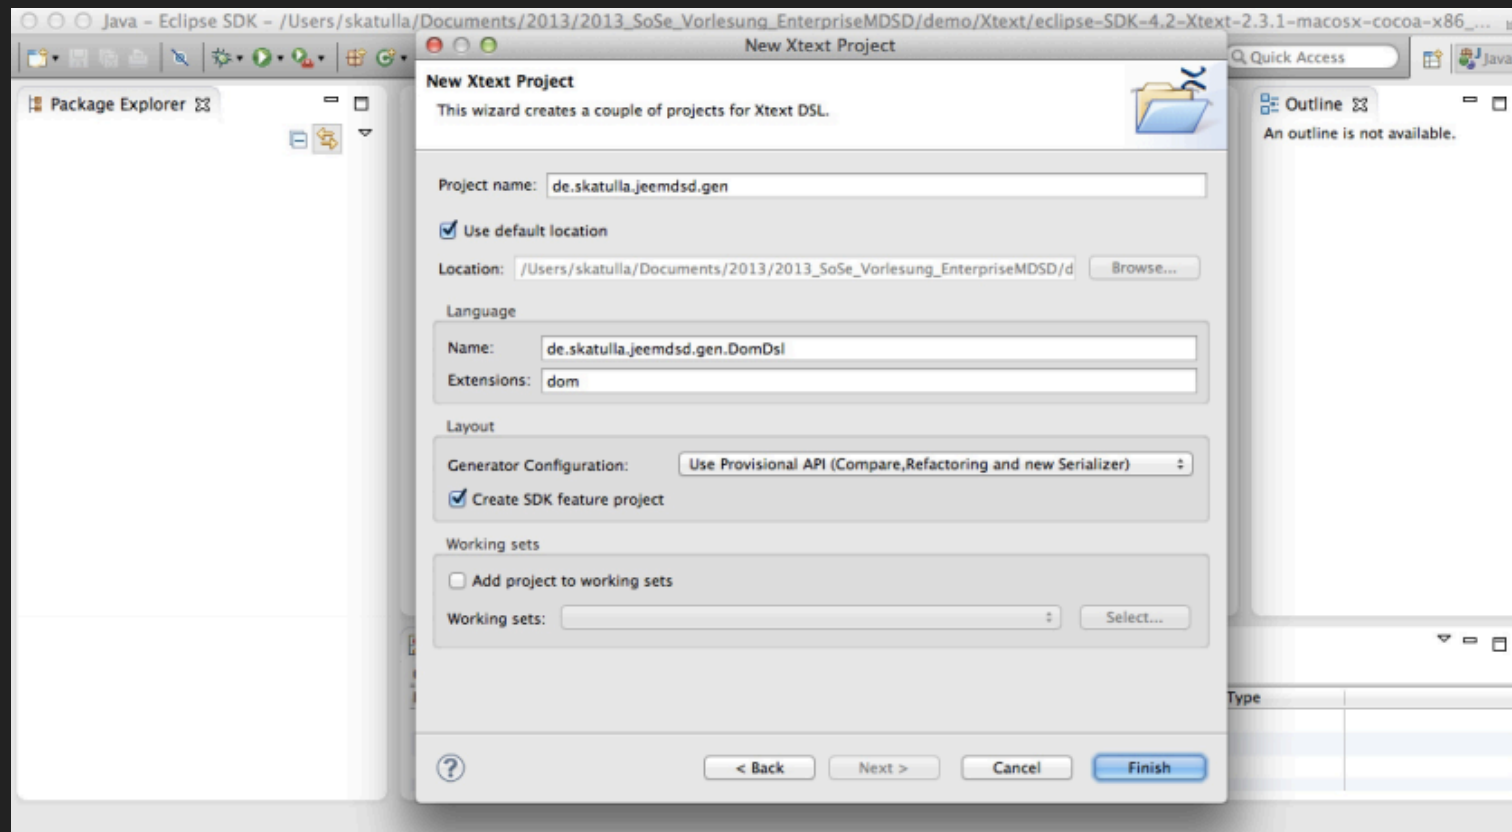 Java – Eclipse SDK – /Users/skatulla/Documents/2013/2013_SoSe_Vorlesung_EnterpriseMDSD/demo/Xtext/eclipse-SDK-4.2-Xtext-2.3.1-macosx-cocoa-x86_...
New Xtext Project
Quick Access
Java
Package Explorer
New Xtext Project
This wizard creates a couple of projects for Xtext DSL.
Outline
An outline is not available.
Project name: de.skatulla.jeemdsd.gen
Use default location
Location: /Users/skatulla/Documents/2013/2013_SoSe_Vorlesung_EnterpriseMDSD/d
Browse...
Language
Name: de.skatulla.jeemdsd.gen.DomDsl
Extensions: dom
Layout
Generator Configuration: Use Provisional API (Compare,Refactoring and new Serializer)
Create SDK feature project
Working sets
Add project to working sets
Working sets:
Select...
Type
< Back
Next >
Cancel
Finish